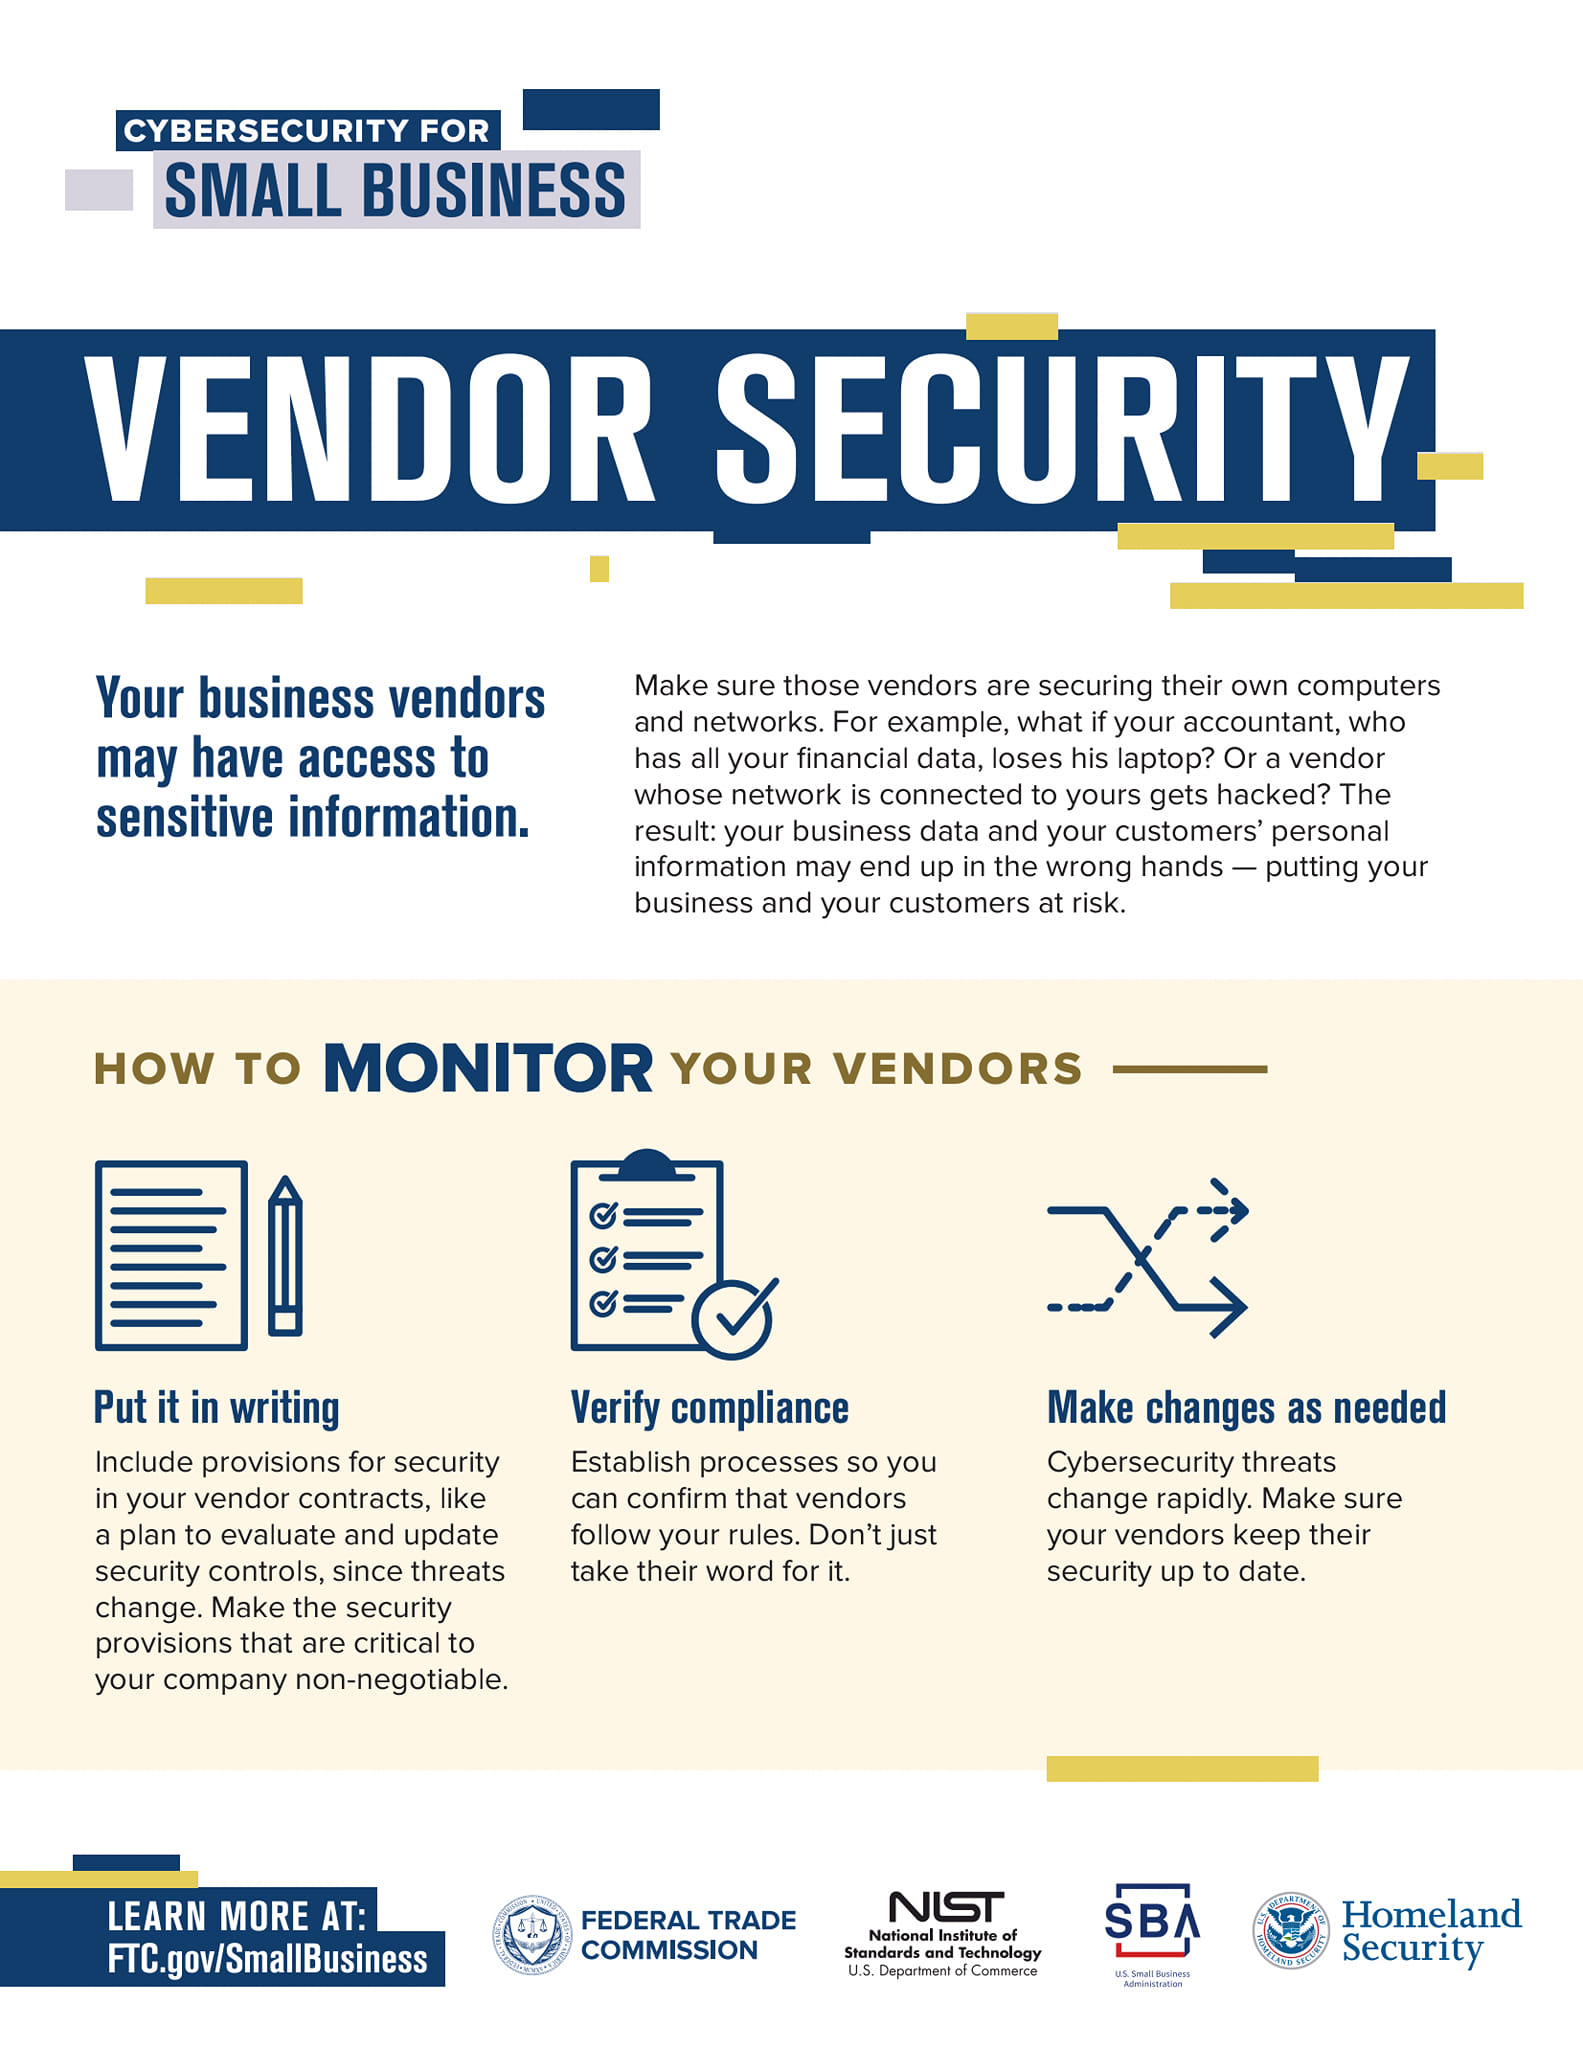 CYBERSECURITY FOR
SMALL BUSINESS
VENDOR SECURITY
Your business vendors
may have access to
sensitive information.
Make sure those vendors are securing their own computers
and networks. For example, what if your accountant, who
has all your financial data, loses his laptop? Or a vendor
whose network is connected to yours gets hacked? The
result: your business data and your customers’ personal
information may end up in the wrong hands — putting your
business and your customers at risk.
HOW TO MONITOR YOUR VENDORS
Put it in writing
Include provisions for security
in your vendor contracts, like
a plan to evaluate and update
security controls, since threats
change. Make the security
provisions that are critical to
your company non-negotiable.
Verify compliance
Establish processes so you
can confirm that vendors
follow your rules. Don’t just
take their word for it.
Make changes as needed
Cybersecurity threats
change rapidly. Make sure
your vendors keep their
security up to date.
LEARN MORE AT:
FTC.gov/SmallBusiness
FEDERAL TRADE
COMMISSION
NIST
National Institute of
Standards and Technology
U.S. Department of Commerce
SBA
U.S. Small Business
Administration
U.S. DEPARTMENT OF
HOMELAND SECURITY
Homeland
Security